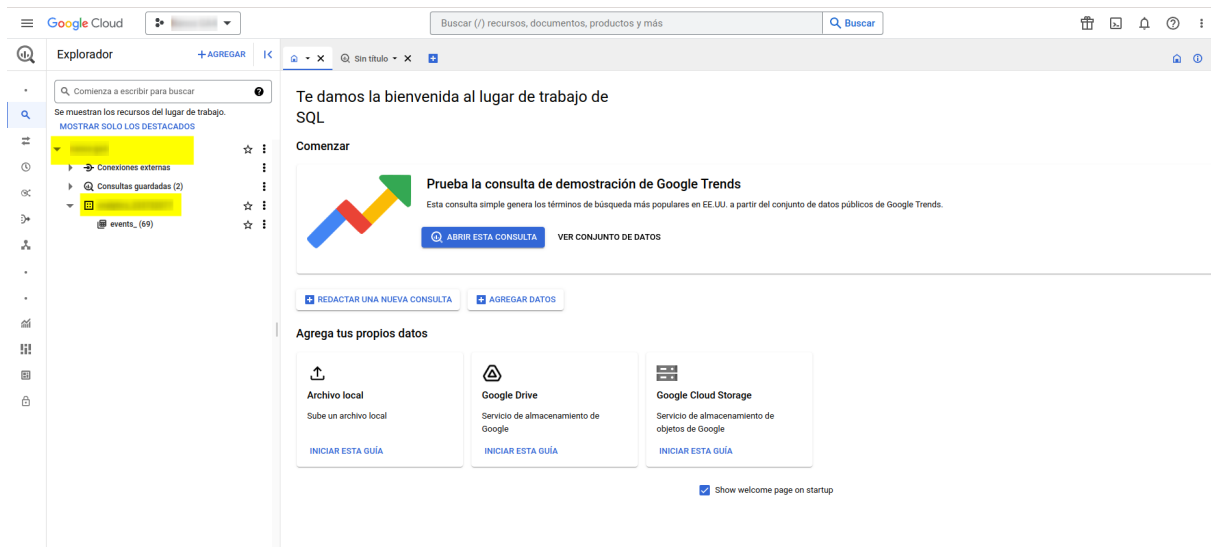 Google Cloud
Buscar (/) recursos, documentos, productos y más
Buscar
Explorador
+ AGREGAR
Sin título
Comienza a escribir para buscar
Se muestran los recursos del lugar de trabajo.
MOSTRAR SOLO LOS DESTACADOS
Conexiones externas
Consultas guardadas (2)
events_ (69)
Te damos la bienvenida al lugar de trabajo de
SQL
Comenzar
Prueba la consulta de demostración de Google Trends
Esta consulta simple genera los términos de búsqueda más populares en EE.UU. a partir del conjunto de datos públicos de Google Trends.
ABRIR ESTA CONSULTA
VER CONJUNTO DE DATOS
REDACTAR UNA NUEVA CONSULTA
AGREGAR DATOS
Agrega tus propios datos
Archivo local
Sube un archivo local
INICIAR ESTA GUÍA
Google Drive
Servicio de almacenamiento de
Google
INICIAR ESTA GUÍA
Google Cloud Storage
Servicio de almacenamiento de
objetos de Google
INICIAR ESTA GUÍA
Show welcome page on startup